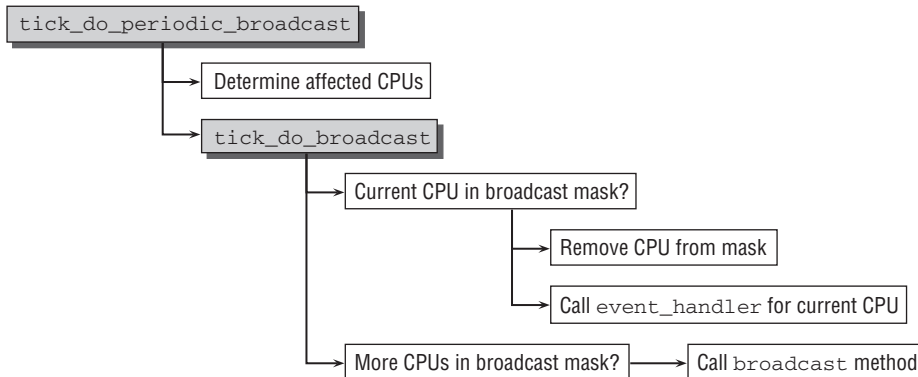 tick_do_periodic_broadcast
Determine affected CPUs
tick_do_broadcast
Current CPU in broadcast mask?
Remove CPU from mask
Call event_handler for current CPU
More CPUs in broadcast mask?
Call broadcast method